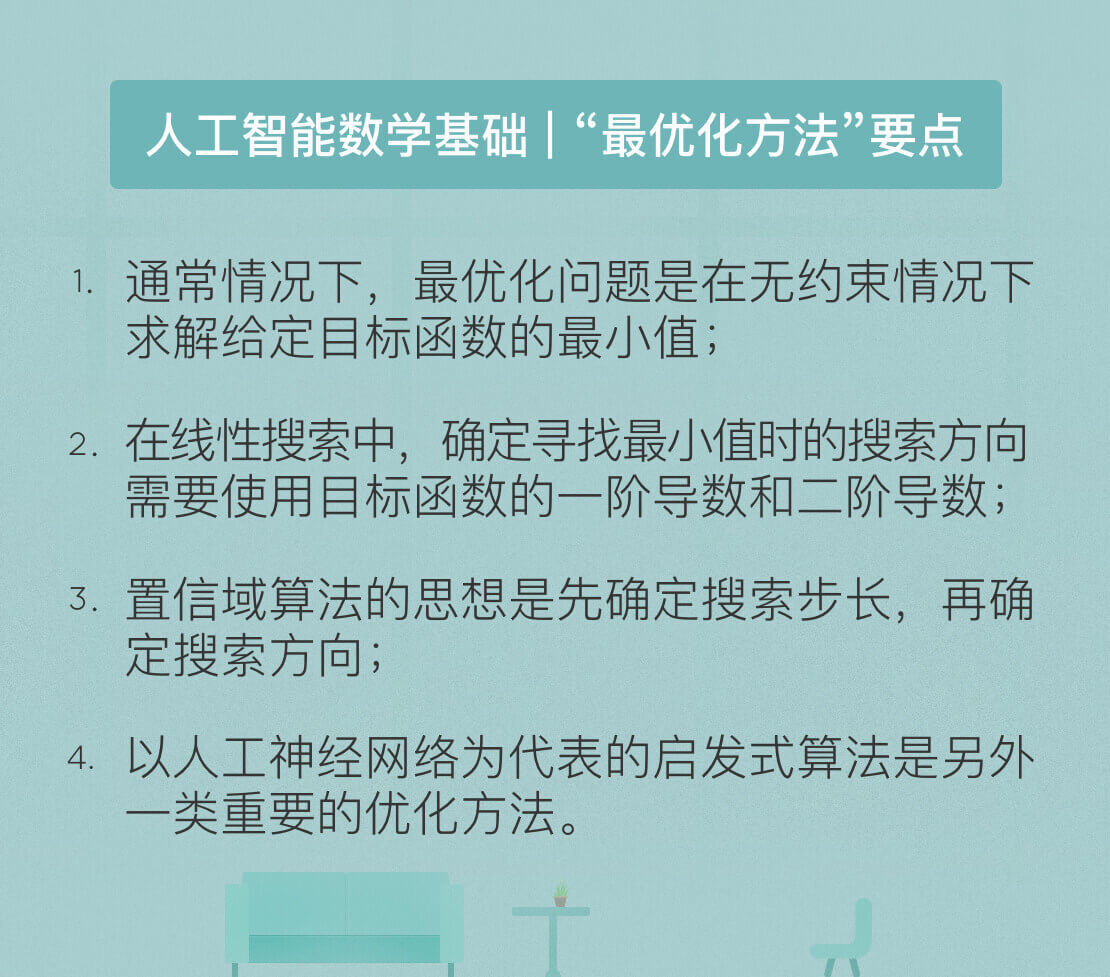 人工智能数学基础｜“最优化方法”要点
1. 通常情况下，最优化问题是在无约束情况下
求解给定目标函数的最小值；
2. 在线性搜索中，确定寻找最小值时的搜索方向
需要使用目标函数的一阶导数和二阶导数；
3. 置信域算法的思想是先确定搜索步长，再确
定搜索方向；
4. 以人工神经网络为代表的启发式算法是另外
一类重要的优化方法。